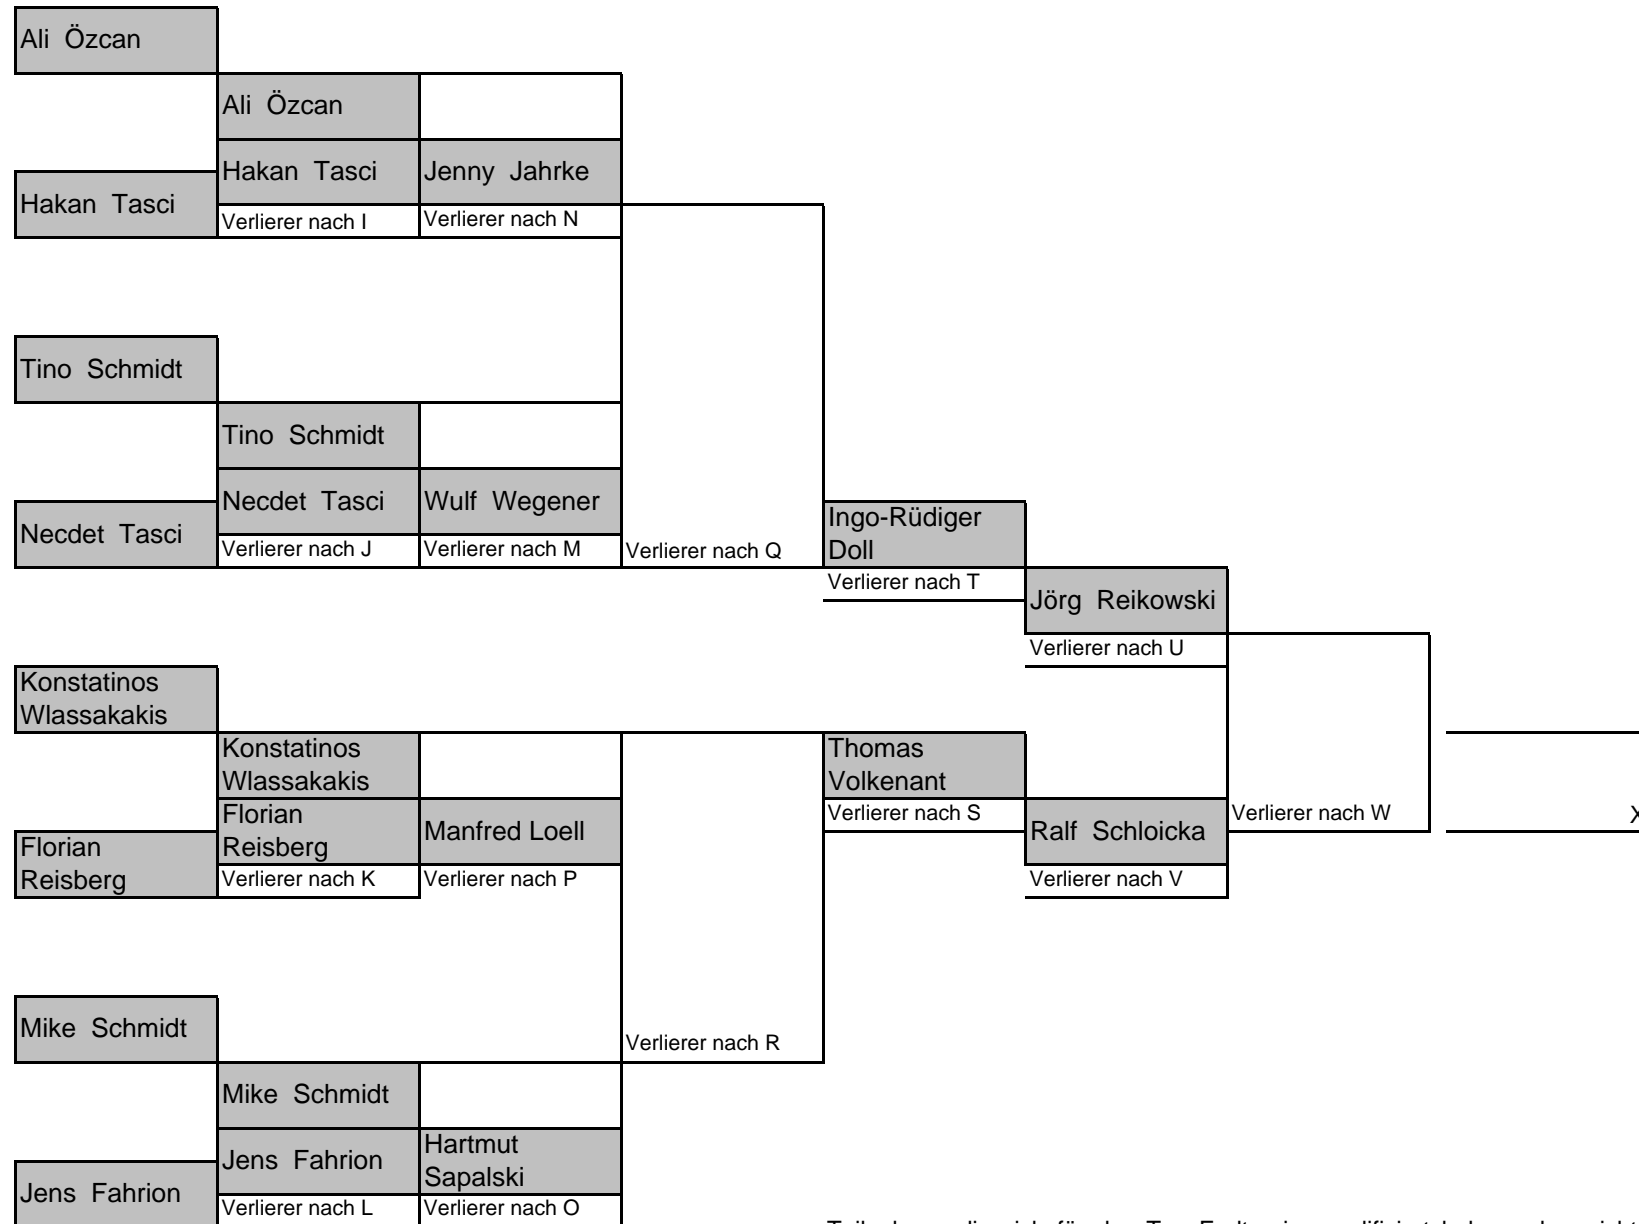 Ali Özcan
Ali Özcan
Hakan Tasci
Jenny Jahrke
Hakan Tasci
Verlierer nach I
Verlierer nach N
Tino Schmidt
Tino Schmidt
Necdet Tasci
Wulf Wegener
Necdet Tasci
Verlierer nach J
Verlierer nach M
Verlierer nach Q
Ingo-Rüdiger
Doll
Verlierer nach T
Jörg Reikowski
Verlierer nach U
Konstatinos
Wlassakakis
Konstatinos
Wlassakakis
Thomas
Volkenant
Florian
Reisberg
Manfred Loell
Verlierer nach S
Ralf Schloicka
Verlierer nach W
X
Florian
Reisberg
Verlierer nach K
Verlierer nach P
Verlierer nach V
Mike Schmidt
Verlierer nach R
Mike Schmidt
Jens Fahrion
Hartmut
Sapalski
Jens Fahrion
Verlierer nach L
Verlierer nach O